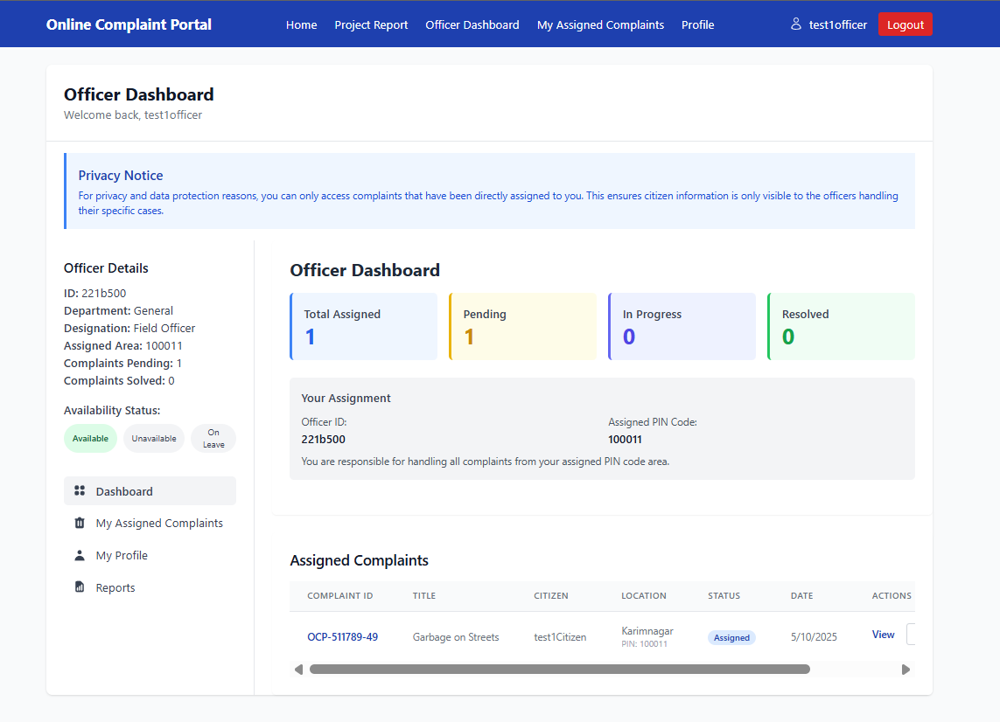 Online Complaint Portal
Home Project Report Officer Dashboard My Assigned Complaints Profile
test1officer Logout
Officer Dashboard
Welcome back, test1officer
Privacy Notice
For privacy and data protection reasons, you can only access complaints that have been directly assigned to you. This ensures citizen information is only visible to the officers handling
their specific cases.
Officer Details
ID: 221b500
Department: General
Designation: Field Officer
Assigned Area: 100011
Complaints Pending: 1
Complaints Solved: 0
Availability Status:
Available Unavailable On
Leave
Dashboard
My Assigned Complaints
My Profile
Reports
Officer Dashboard
Total Assigned
1
Pending
1
In Progress
0
Resolved
0
Your Assignment
Officer ID:
221b500
Assigned PIN Code:
100011
You are responsible for handling all complaints from your assigned PIN code area.
Assigned Complaints
COMPLAINT ID TITLE CITIZEN LOCATION STATUS DATE ACTIONS
OCP-511789-49 Garbage on Streets test1Citizen Karimnagar Assigned 5/10/2025 View
PIN: 100011